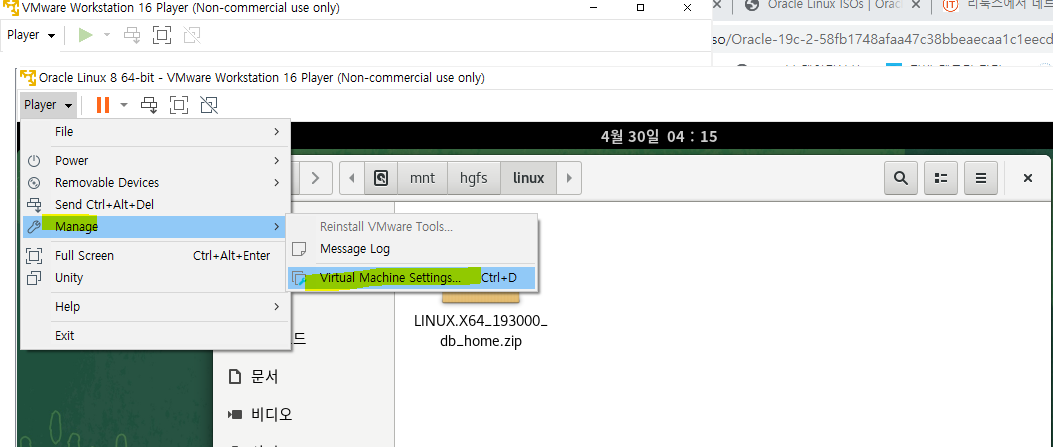 VMware Workstation 16 Player (Non-commercial use only)
Oracle Linux ISOs | Orac
리눅스에서 네트
Player
so/Oracle-19c-2-58fb1748afaa47c38bbeaecaa1c1eecd
Oracle Linux 8 64-bit - VMware Workstation 16 Player (Non-commercial use only)
Player
File
4월 30일 04 : 15
Power
Removable Devices
mnt
hgfs
linux
Send Ctrl+Alt+Del
Manage
Reinstall VMware Tools...
Message Log
Full Screen Ctrl+Alt+Enter
Unity
Virtual Machine Settings... Ctrl+D
Help
LINUX.X64_193000_
db_home.zip
Exit
문서
비디오